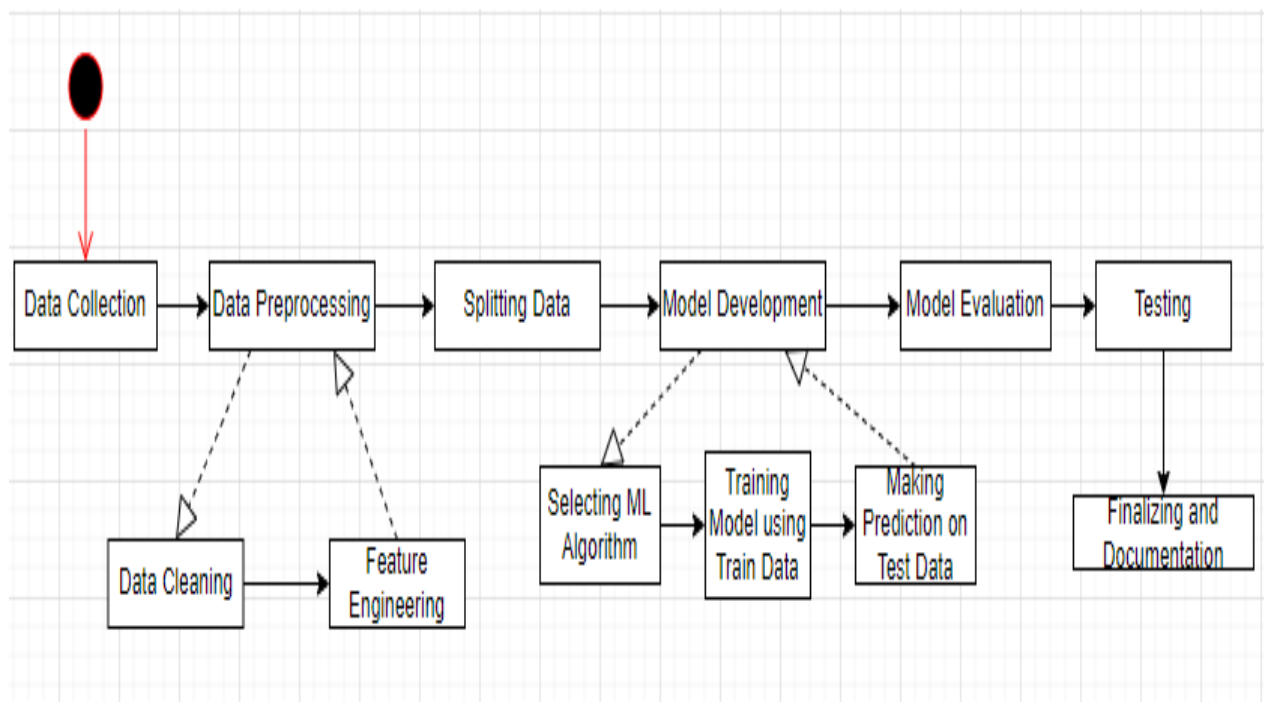 Data Collection
Data Preprocessing
Splitting Data
Model Development
Model Evaluation
Testing
Data Cleaning
Feature
Engineering
Selecting ML
Algorithm
Training
Model using
Train Data
Making
Prediction on
Test Data
Finalizing and
Documentation